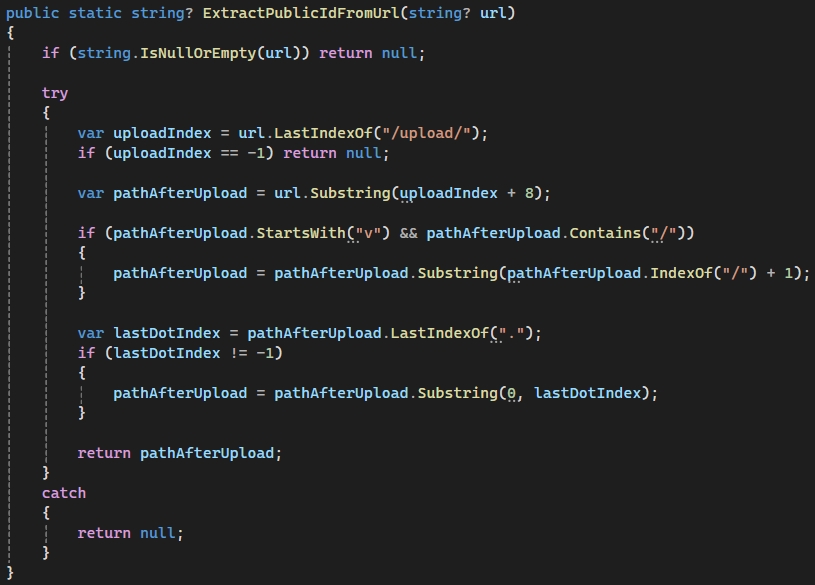 public static string? ExtractPublicIdFromUrl(string? url)
{
if (string.IsNullOrEmpty(url)) return null;
try
{
var uploadIndex = url.LastIndexOf("/upload/");
if (uploadIndex == -1) return null;
var pathAfterUpload = url.Substring(uploadIndex + 8);
if (pathAfterUpload.StartsWith("v") && pathAfterUpload.Contains("/"))
{
pathAfterUpload = pathAfterUpload.Substring(pathAfterUpload.IndexOf("/") + 1);
}
var lastDotIndex = pathAfterUpload.LastIndexOf(".");
if (lastDotIndex != -1)
{
pathAfterUpload = pathAfterUpload.Substring(0, lastDotIndex);
}
return pathAfterUpload;
}
catch
{
return null;
}
}